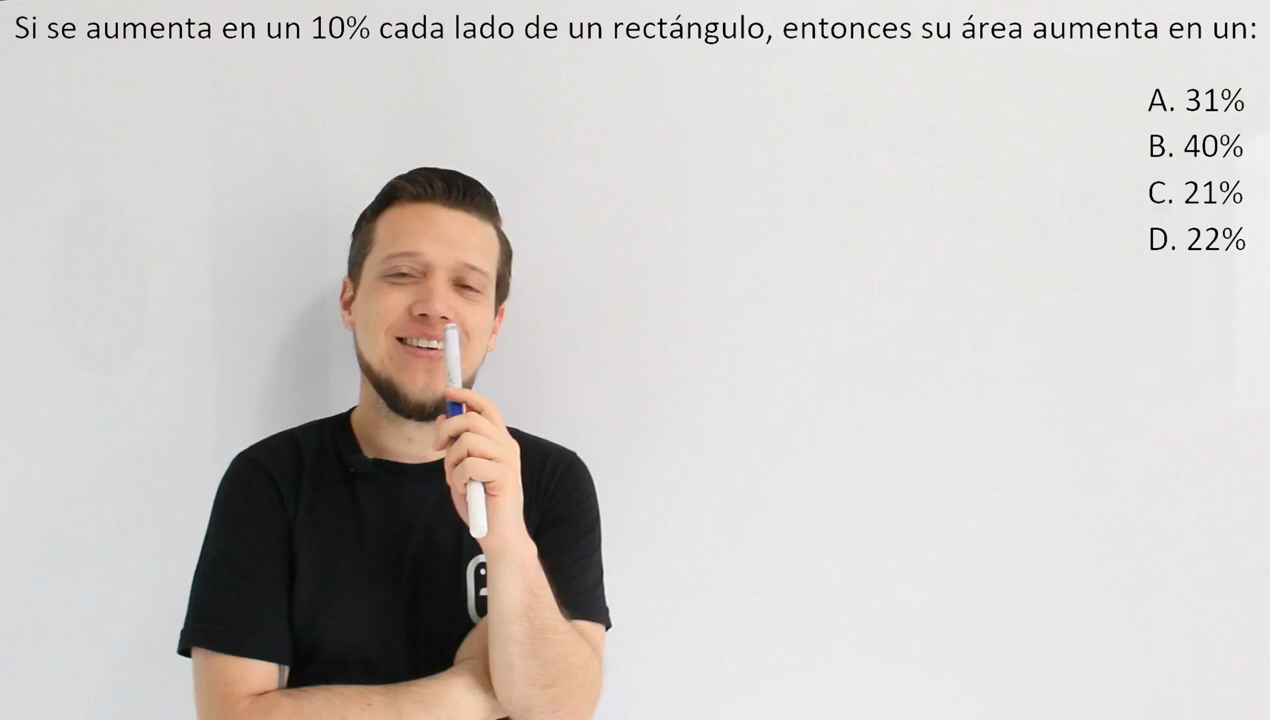 Si se aumenta en un 10% cada lado de un rectángulo, entonces su área aumenta en un:
A. 31%
B. 40%
C. 21%
D. 22%